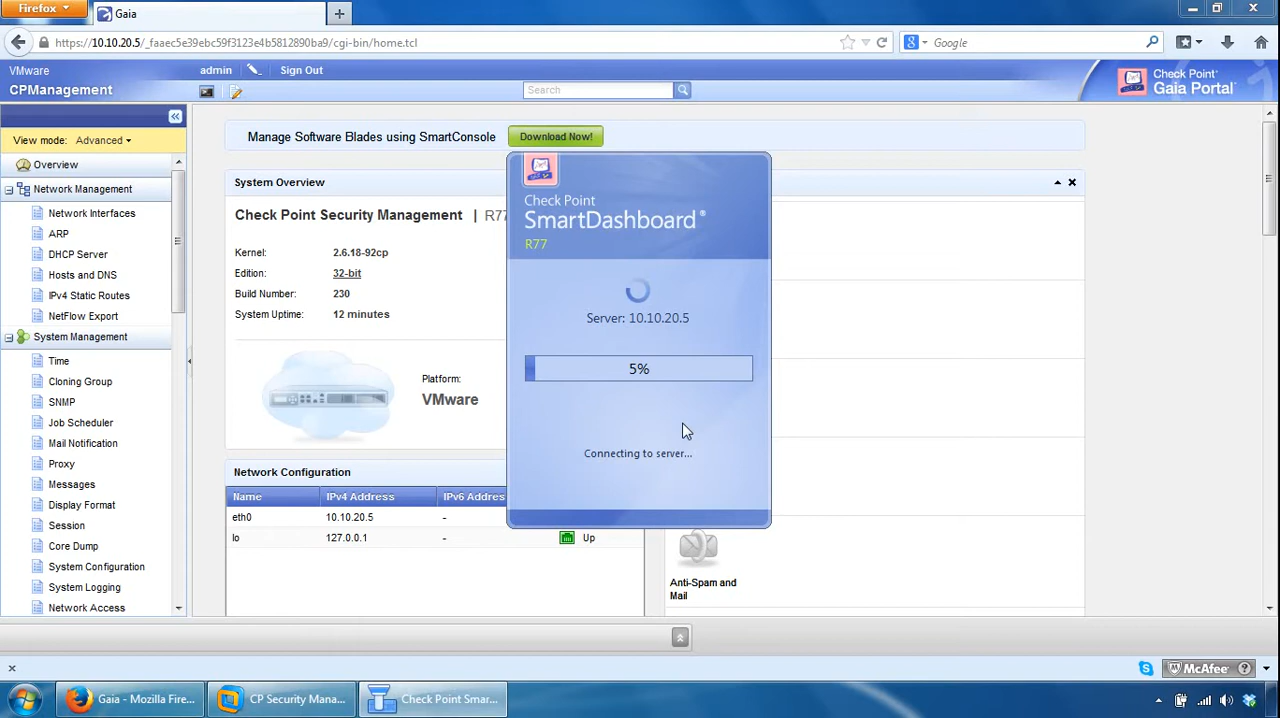 Firefox
Gaia
https://10.10.20.5/_faaec5e39ebc59f3123e4b5812890ba9/cgi-bin/home.tcl
Google
VMware
CPManagement
admin
Sign Out
Search
Check Point
Gaia Portal
View mode: Advanced
Overview
Network Management
Network Interfaces
ARP
DHCP Server
Hosts and DNS
IPv4 Static Routes
NetFlow Export
System Management
Time
Cloning Group
SNMP
Job Scheduler
Mail Notification
Proxy
Messages
Display Format
Session
Core Dump
System Configuration
System Logging
Network Access
Manage Software Blades using SmartConsole
Download Now!
System Overview
Check Point Security Management | R77
Kernel: 2.6.18-92cp
Edition: 32-bit
Build Number: 230
System Uptime: 12 minutes
Platform:
VMware
Network Configuration
Name IPv4 Address IPv6 Addres
eth0 10.10.20.5 -
lo 127.0.0.1 - Up
Check Point
SmartDashboard
R77
Server: 10.10.20.5
5%
Connecting to server...
Anti-Spam and
Mail
McAfee
Gaia - Mozilla Fire...
CP Security Mana...
Check Point Smar...